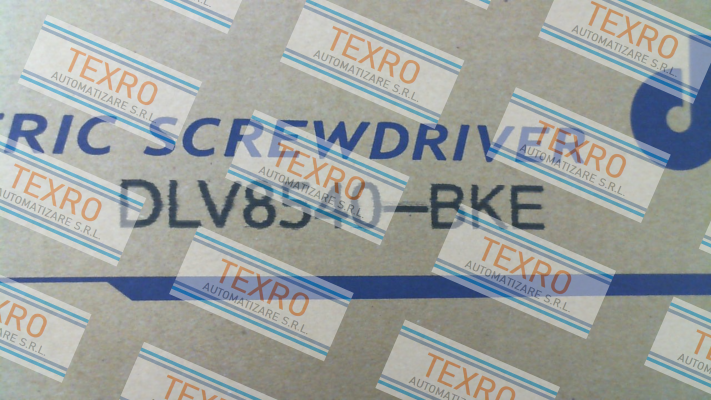 RIC SCREWDRIVER
DLV8540-BKE
TEXRO
AUTOMATIZARE S.R.L.